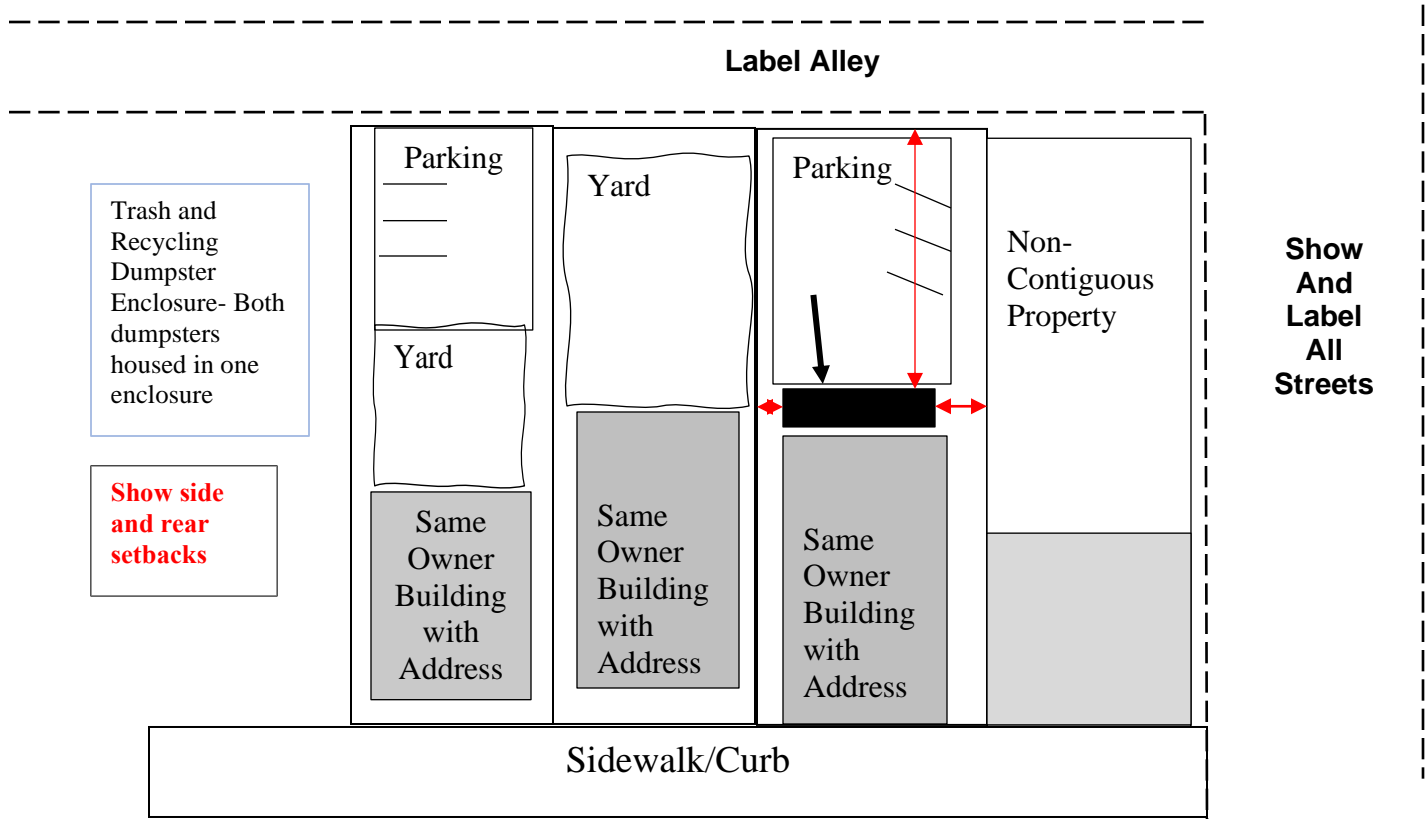 Label Alley
Parking
Yard
Parking
Trash and
Recycling
Dumpster
Enclosure- Both
dumpsters
housed in one
enclosure
Non-
Contiguous
Property
Show
And
Label
All
Streets
Yard
Show side
and rear
setbacks
Same
Owner
Building
with
Address
Same
Owner
Building
with
Address
Same
Owner
Building
with
Address
Sidewalk/Curb